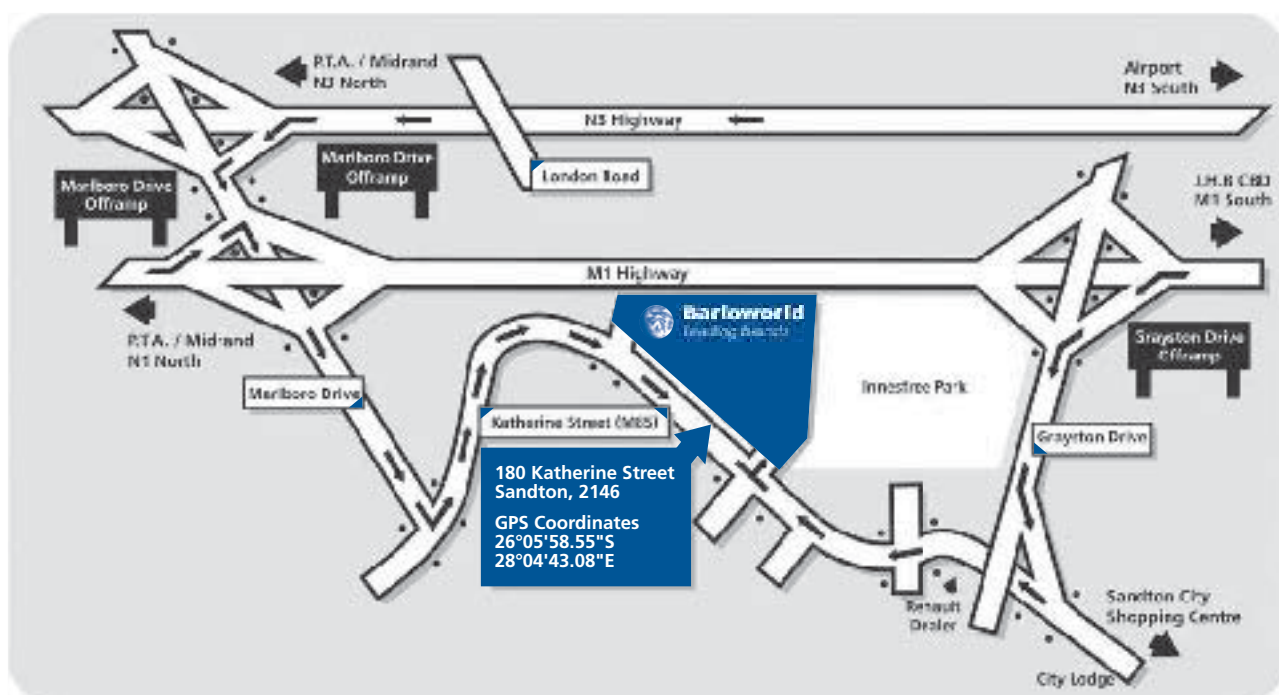 P.T.A. / Midrand
N3 North
Airport
N3 South
N3 Highway
Marlboro Drive
Offramp
London Road
Marlboro Drive
Offramp
J.H.B CBD
M1 South
M1 Highway
Barloworld
Leading Brands
P.T.A. / Midrand
N1 North
Grayston Drive
Offramp
Marlboro Drive
Innesfree Park
Katherine Street (M85)
Grayston Drive
180 Katherine Street
Sandton, 2146
GPS Coordinates
26°05'58.55"S
28°04'43.08"E
Renault
Dealer
Sandton City
Shopping Centre
City Lodge